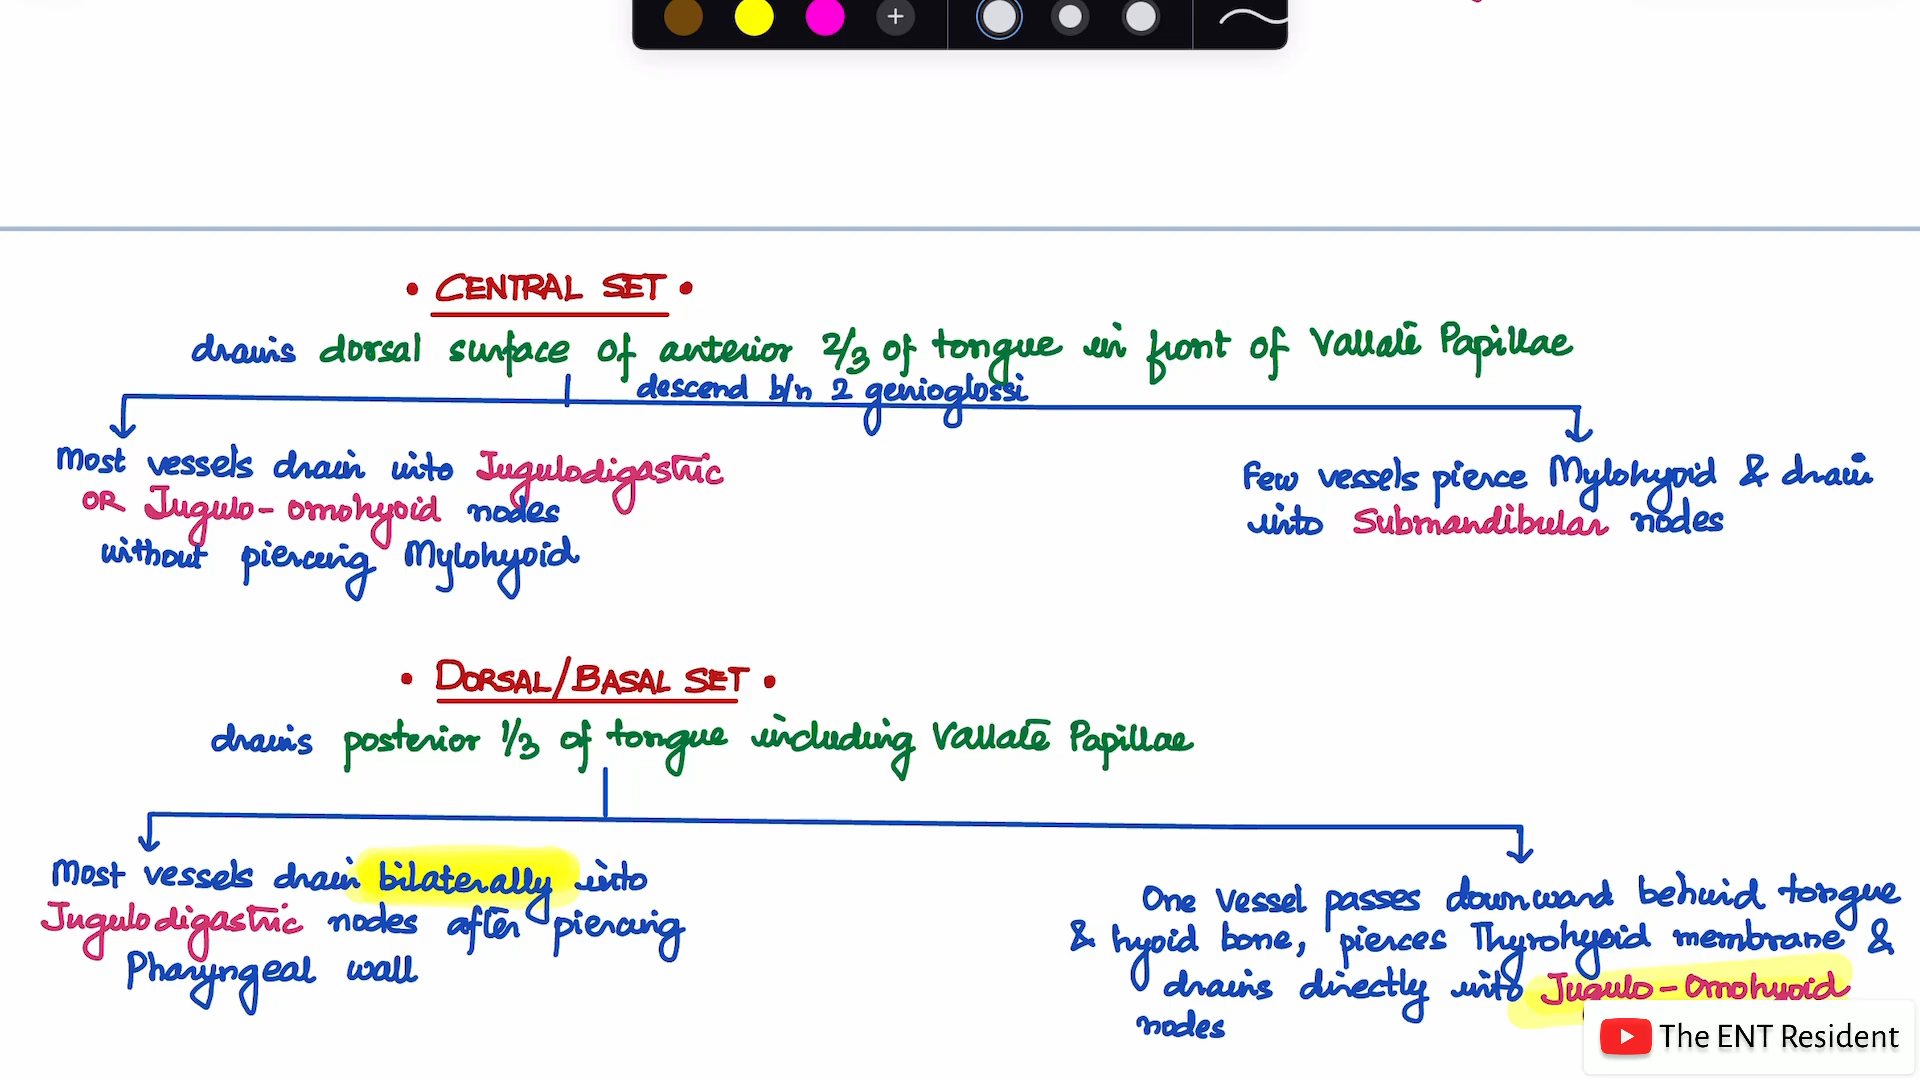 • CENTRAL SET •
drains dorsal surface of anterior 2/3 of tongue in front of Vallate Papillae
descend b/n 2 genioglossi
Most vessels drain into Jugulodigastric
OR Jugulo-omohyoid nodes
without piercing Mylohyoid
Few vessels pierce Mylohyoid & drain
into Submandibular nodes
• DORSAL/BASAL SET •
drains posterior 1/3 of tongue including Vallate Papillae
Most vessels drain bilaterally into
Jugulodigastric nodes after piercing
Pharyngeal wall
One vessel passes downward behind tongue
& hyoid bone, pierces Thyrohyoid membrane &
drains directly into Jugulo-Omohyoid
nodes
The ENT Resident